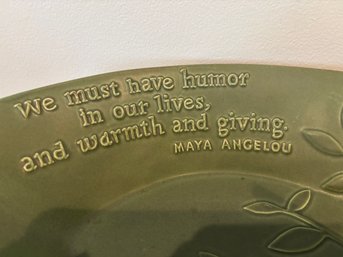 We must have humor
in our lives,
and warmth and giving.
MAYA ANGELOU